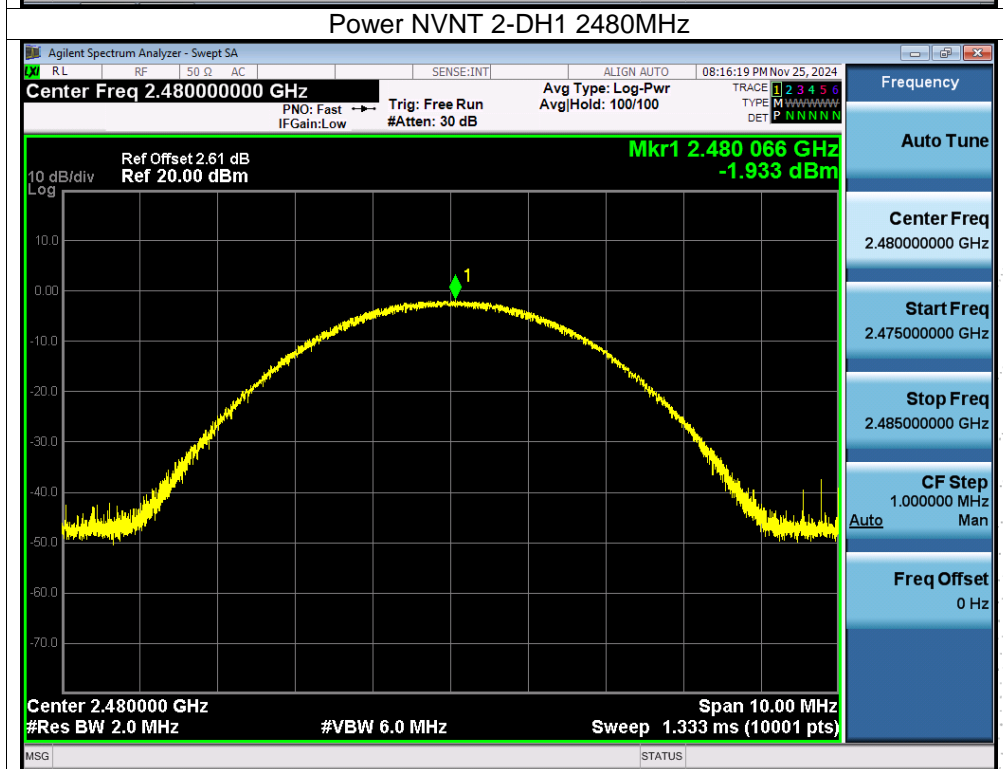 Power NVNT 2-DH1 2480MHz
Agilent Spectrum Analyzer - Swept SA
LXI RL RF 50 Ω AC SENSE:INT ALIGN AUTO 08:16:19 PM Nov 25, 2024
Center Freq 2.480000000 GHz
PNO: Fast
IFGain:Low
Trig: Free Run
#Atten: 30 dB
Avg Type: Log-Pwr
Avg|Hold: 100/100
TRACE 1 2 3 4 5 6
TYPE M WWWWW
DET P N N N N N
Mkr1 2.480 066 GHz
-1.933 dBm
Ref Offset 2.61 dB
10 dB/div Ref 20.00 dBm
Log
10.0
0.00
-10.0
-20.0
-30.0
-40.0
-50.0
-60.0
-70.0
1
Center 2.480000 GHz Span 10.00 MHz
#Res BW 2.0 MHz #VBW 6.0 MHz Sweep 1.333 ms (10001 pts)
MSG STATUS
Frequency
Auto Tune
Center Freq
2.480000000 GHz
Start Freq
2.475000000 GHz
Stop Freq
2.485000000 GHz
CF Step
1.000000 MHz
Auto Man
Freq Offset
0 Hz